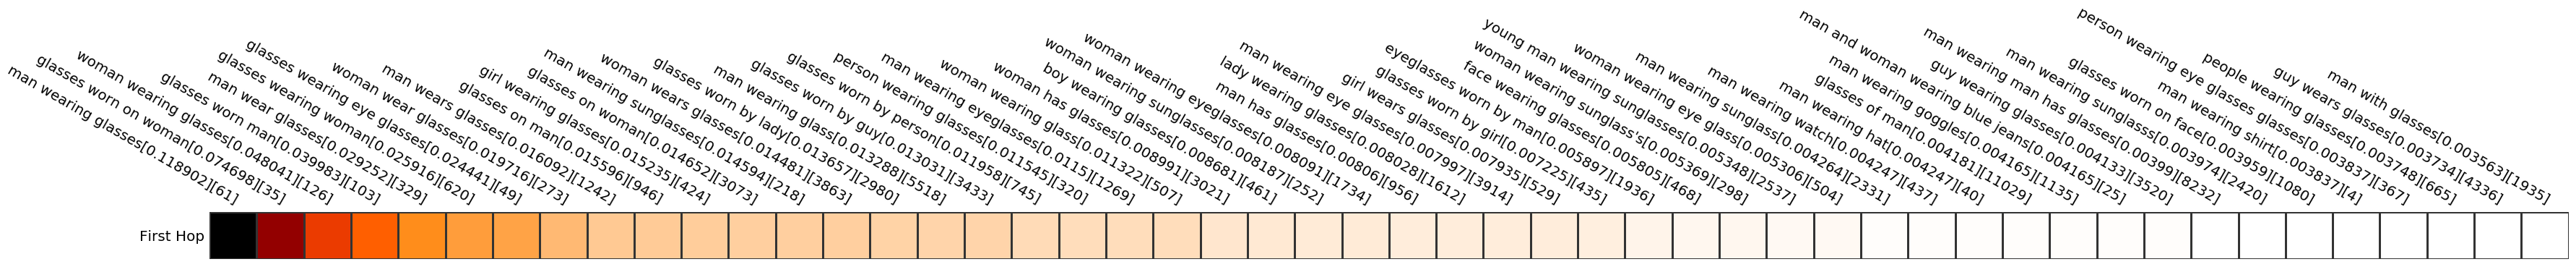 man wearing glasses[0.118902][61]
glasses worn on woman[0.074698][35]
woman wearing glasses[0.048041][126]
glasses worn man[0.039983][103]
man wear glasses[0.029252][329]
glasses wearing woman[0.025916][620]
glasses wearing eye glasses[0.024441][49]
woman wear glasses[0.019716][273]
man wears glasses[0.016092][1242]
glasses on man[0.015596][946]
girl wearing glasses[0.015235][424]
glasses on woman[0.014652][3073]
man wearing sunglasses[0.014594][218]
woman wears glasses[0.014481][3863]
glasses worn by lady[0.013657][2980]
man wearing glass[0.013288][5518]
glasses worn by guy[0.013031][3433]
glasses worn by person[0.011958][745]
person wearing glasses[0.011545][320]
man wearing eyeglasses[0.0115][1269]
woman wearing glass[0.011322][507]
woman has glasses[0.008991][3021]
boy wearing glasses[0.008681][461]
woman wearing sunglasses[0.008187][252]
woman wearing eyeglasses[0.008091][1734]
man has glasses[0.00806][956]
lady wearing glasses[0.008028][1612]
man wearing eye glasses[0.007997][3914]
girl wears glasses[0.007935][529]
glasses worn by girl[0.007225][435]
eyeglasses worn by man[0.005897][1936]
face wearing glasses[0.005805][468]
woman wearing sunglass's[0.005369][298]
young man wearing sunglasses[0.005348][2537]
woman wearing eye glass[0.005306][504]
woman wearing sunglass[0.004264][2331]
man wearing watch[0.004247][437]
man wearing hat[0.004247][40]
glasses of man[0.004181][11029]
man wearing goggles[0.004165][1135]
man and woman wearing blue jeans[0.004165][25]
guy wearing glasses[0.004133][3520]
man wearing man has glasses[0.00399][8232]
man wearing sunglass[0.003974][2420]
glasses worn on face[0.003959][1080]
man wearing shirt[0.003837][4]
person wearing eye glasses[0.003837][367]
people wearing glasses[0.003748][665]
guy wears glasses[0.003734][4336]
man with glasses[0.003563][1935]
First Hop